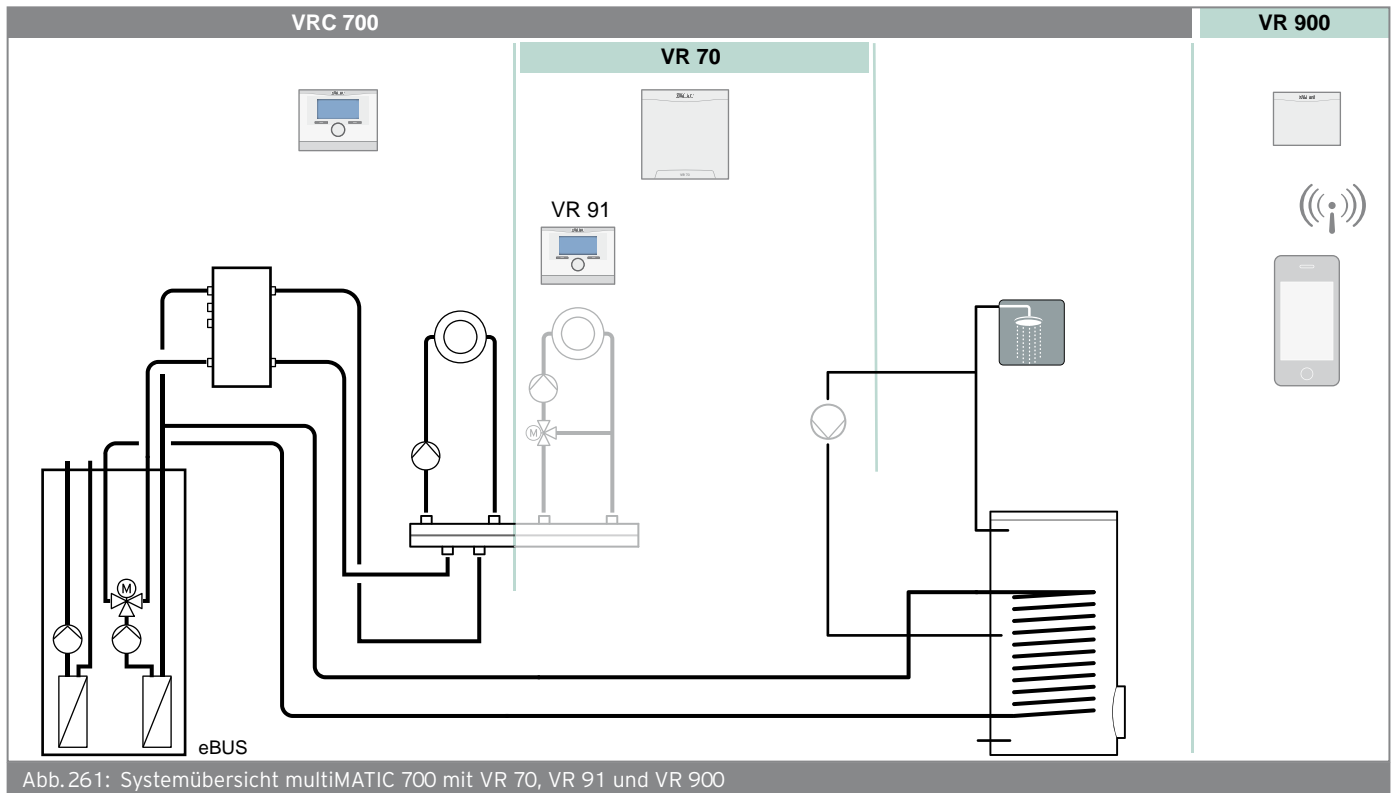 VRC 700
VR 900
VR 70
VR 91
M
M
eBUS
Abb. 261: Systemübersicht multiMATIC 700 mit VR 70, VR 91 und VR 900